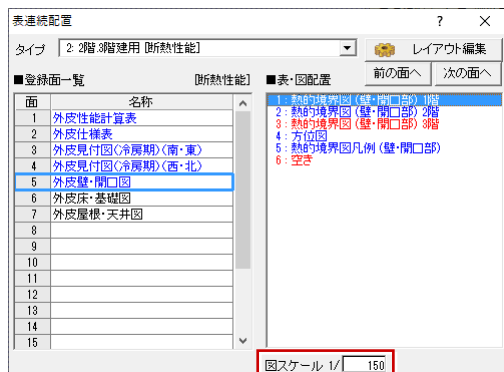 表連続配置 ? ×
タイプ 2: 2階.3階建用 [断熱性能] レイアウト編集
■登録面一覧 [断熱性能] ■表・図配置 前の面へ 次の面へ
面 名称
1 外皮性能計算表
2 外皮仕様表
3 外皮見付図(冷房期)(南・東)
4 外皮見付図(冷房期)(西・北)
5 外皮壁・開口図
6 外皮床・基礎図
7 外皮屋根・天井図
8
9
10
11
12
13
14
15
1 : 熱的境界図 (壁・開口部) 1階
2 : 熱的境界図 (壁・開口部) 2階
3 : 熱的境界図 (壁・開口部) 3階
4 : 方位図
5 : 熱的境界図凡例 (壁・開口部)
6 : 空き
図スケール 1/ 150